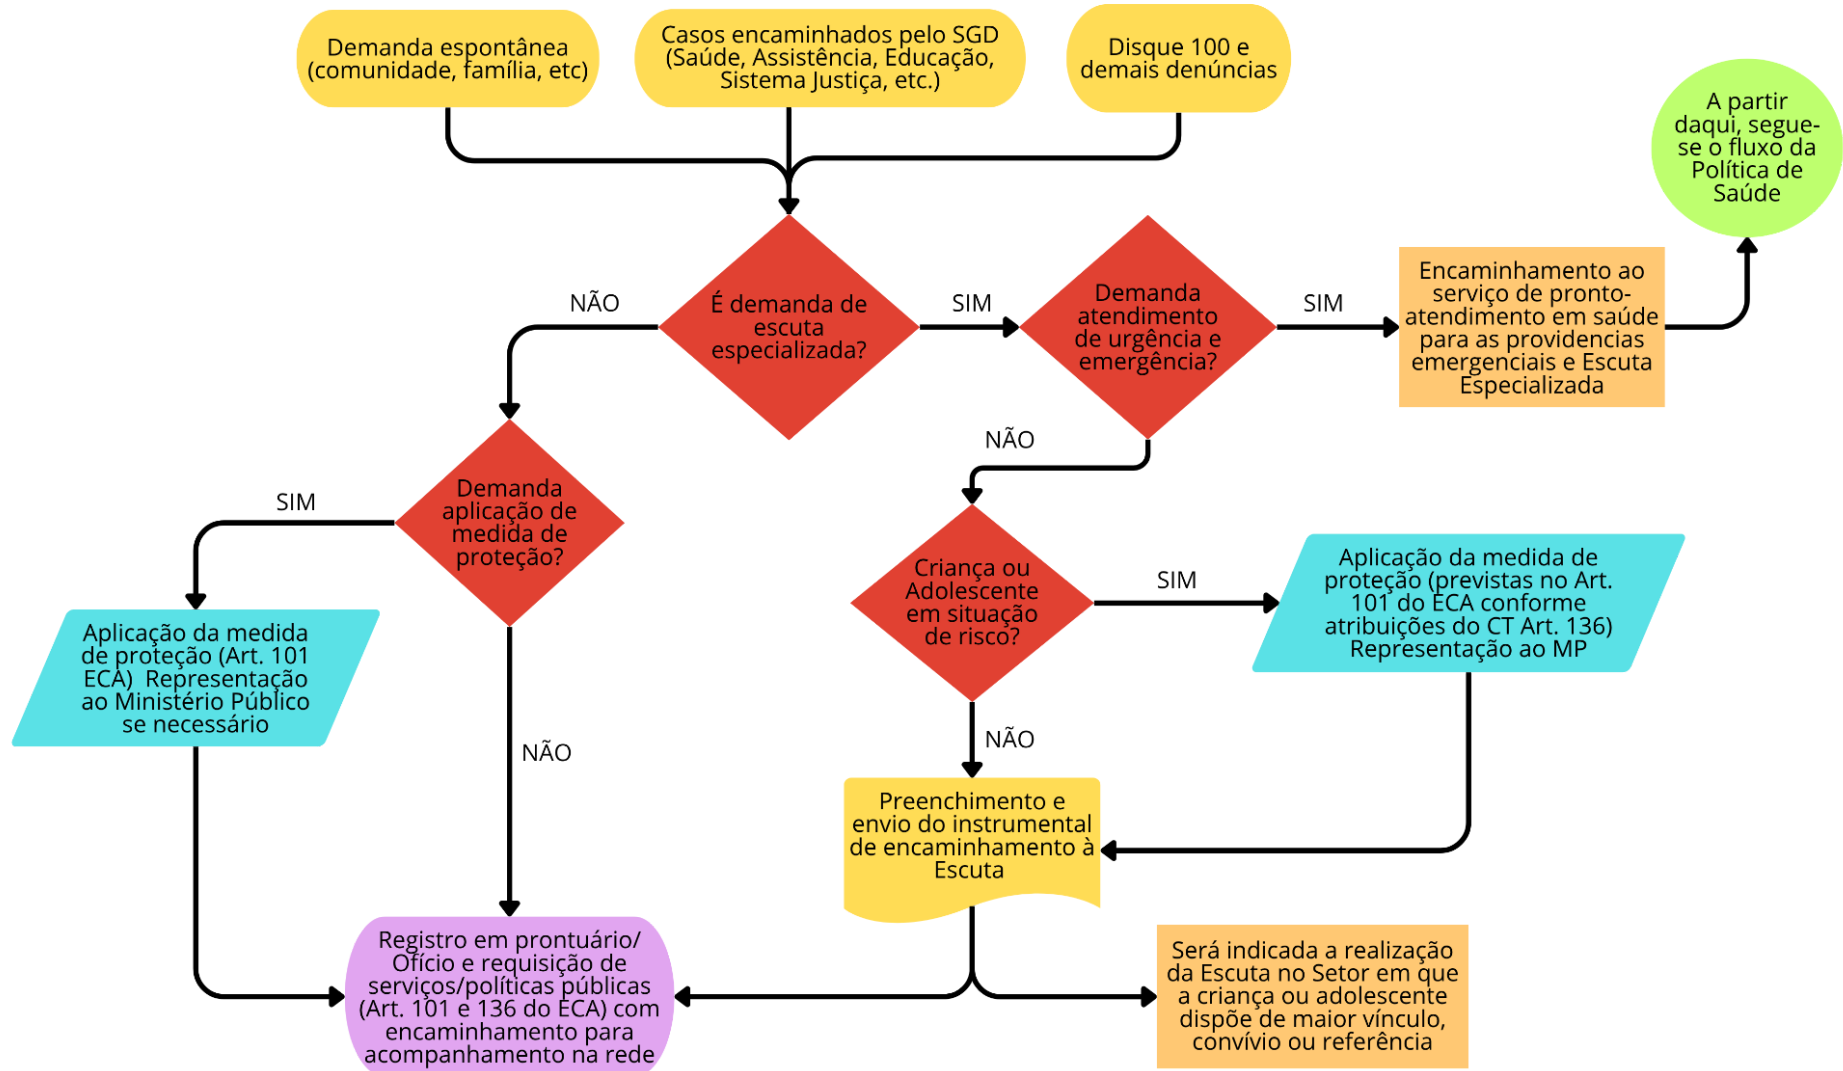 Demanda espontânea
(comunidade, família, etc)
Casos encaminhados pelo SGD
(Saúde, Assistência, Educação,
Sistema Justiça, etc.)
Disque 100 e
demais denúncias
A partir
daqui, segue-
se o fluxo da
Política de
Saúde
NÃO
É demanda de
escuta
especializada?
SIM
Demanda
atendimento
de urgência e
emergência?
SIM
Encaminhamento ao
serviço de pronto-
atendimento em saúde
para as providencias
emergenciais e Escuta
Especializada
NÃO
SIM
Demanda
aplicação de
medida de
proteção?
Criança ou
Adolescente
em situação
de risco?
SIM
Aplicação da medida de
proteção (previstas no Art.
101 do ECA conforme
atribuições do CT Art. 136)
Representação ao MP
Aplicação da medida
de proteção (Art. 101
ECA)  Representação
ao Ministério Público
se necessário
NÃO
NÃO
Preenchimento e
envio do instrumental
de encaminhamento à
Escuta
Registro em prontuário/
Ofício e requisição de
serviços/políticas públicas
(Art. 101 e 136 do ECA) com
encaminhamento para
acompanhamento na rede
Será indicada a realização
da Escuta no Setor em que
a criança ou adolescente
dispõe de maior vínculo,
convívio ou referência